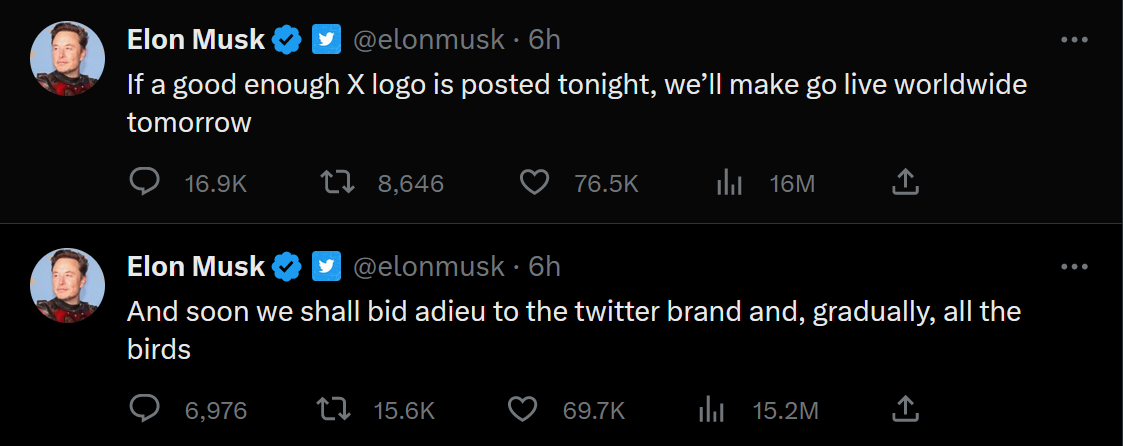 Elon Musk @elonmusk · 6h
If a good enough X logo is posted tonight, we’ll make go live worldwide
tomorrow
16.9K 8,646 76.5K 16M
Elon Musk @elonmusk · 6h
And soon we shall bid adieu to the twitter brand and, gradually, all the
birds
6,976 15.6K 69.7K 15.2M